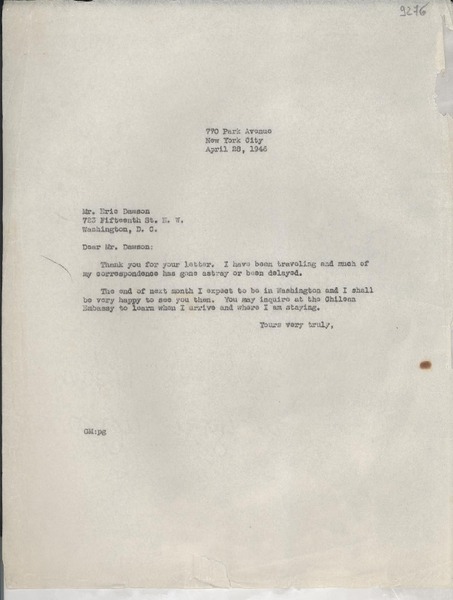 9276
770 Park Avenue
New York City
April 28, 1946
Mr. Eric Dawson
723 Fifteenth St. N. W.
Washington, D. C.
Dear Mr. Dawson:
Thank you for your letter. I have been traveling and much of
my correspondence has gone astray or been delayed.
The end of next month I expect to be in Washington and I shall
be very happy to see you then. You may inquire at the Chilean
Embassy to learn when I arrive and where I am staying.
Yours very truly,
GM:pg